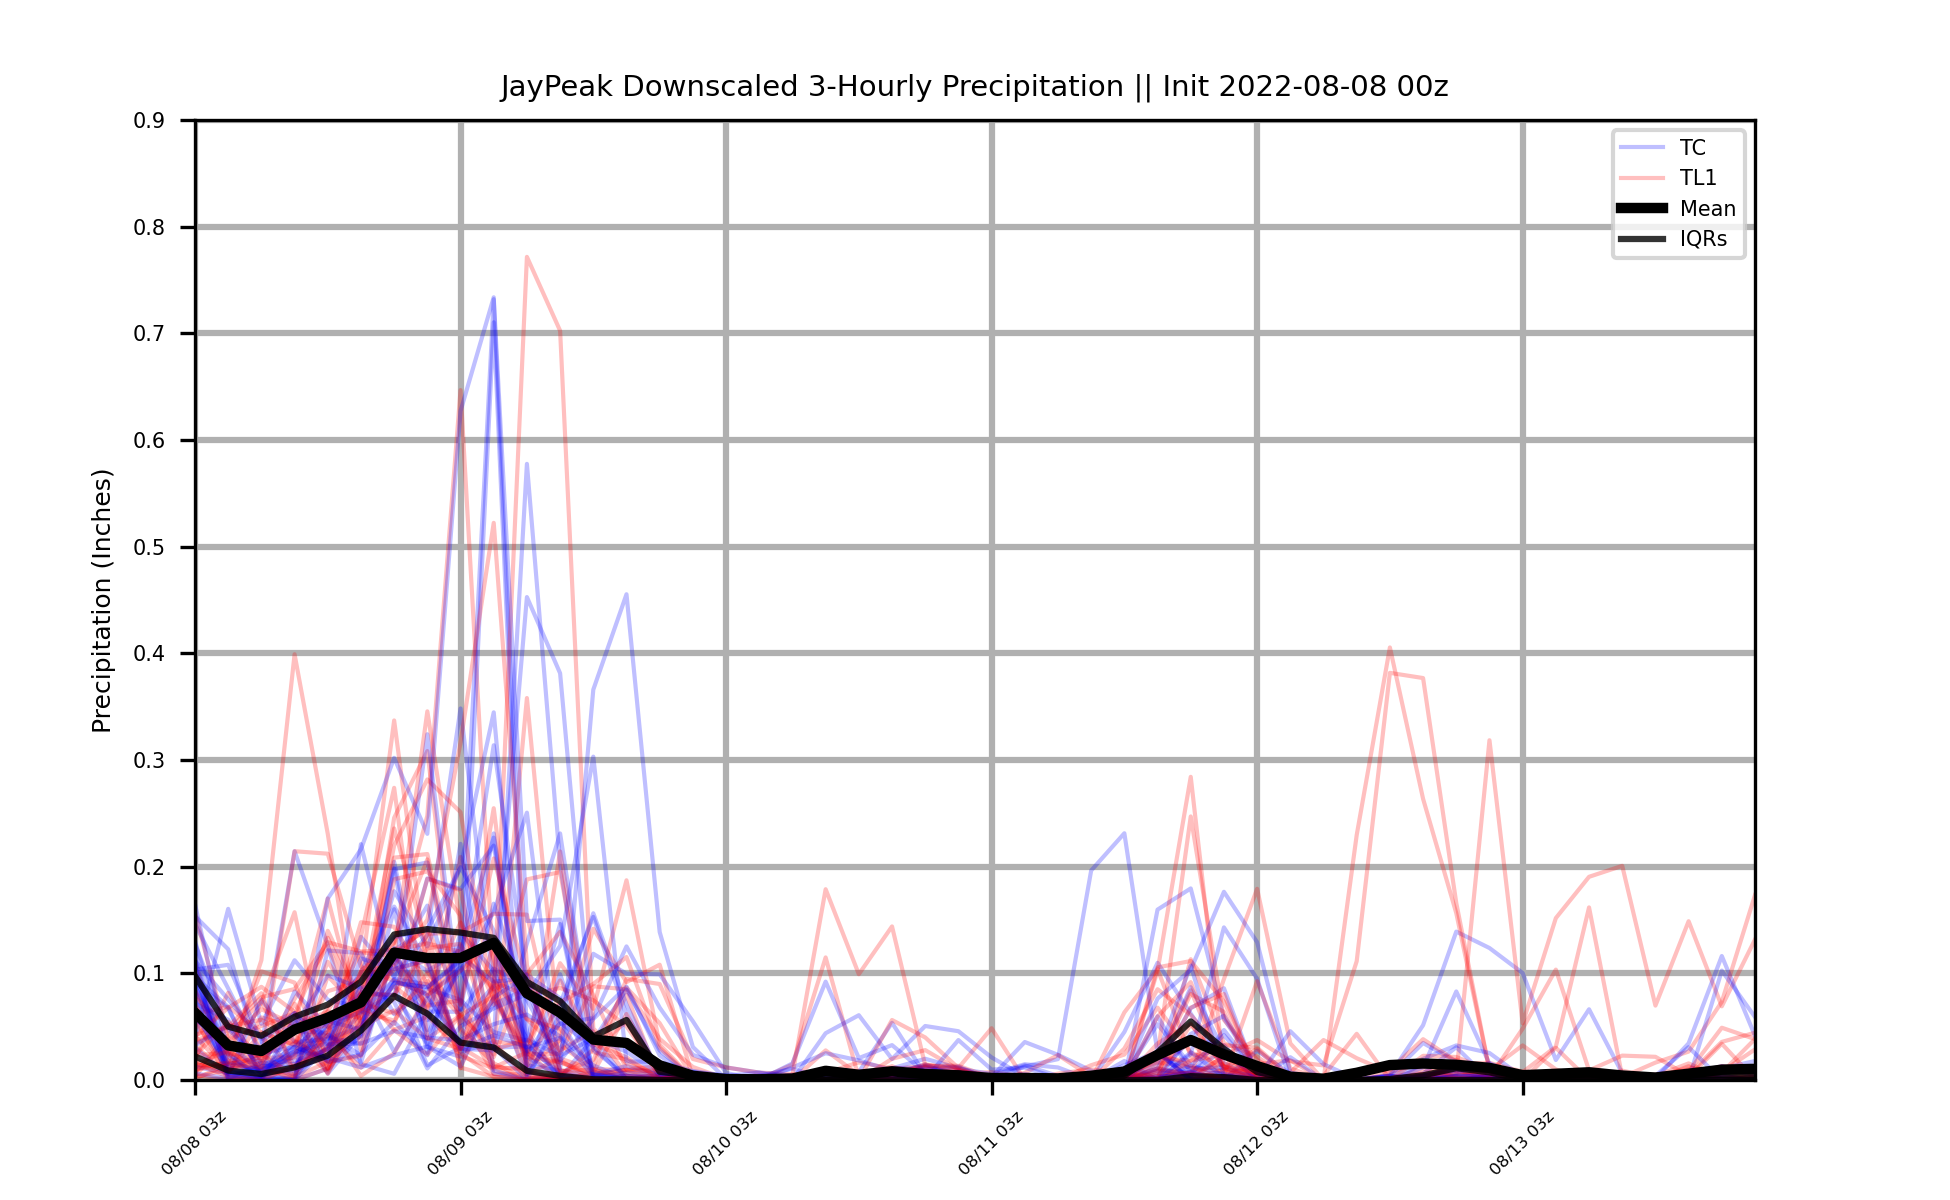 JayPeak Downscaled 3-Hourly Precipitation || Init 2022-08-08 00z
0.9
0.8
0.7
0.6
0.5
0.4
0.3
0.2
0.1
0.0
Precipitation (Inches)
TC
TL1
Mean
IQRs
08/08 03z
08/09 03z
08/10 03z
08/11 03z
08/12 03z
08/13 03z